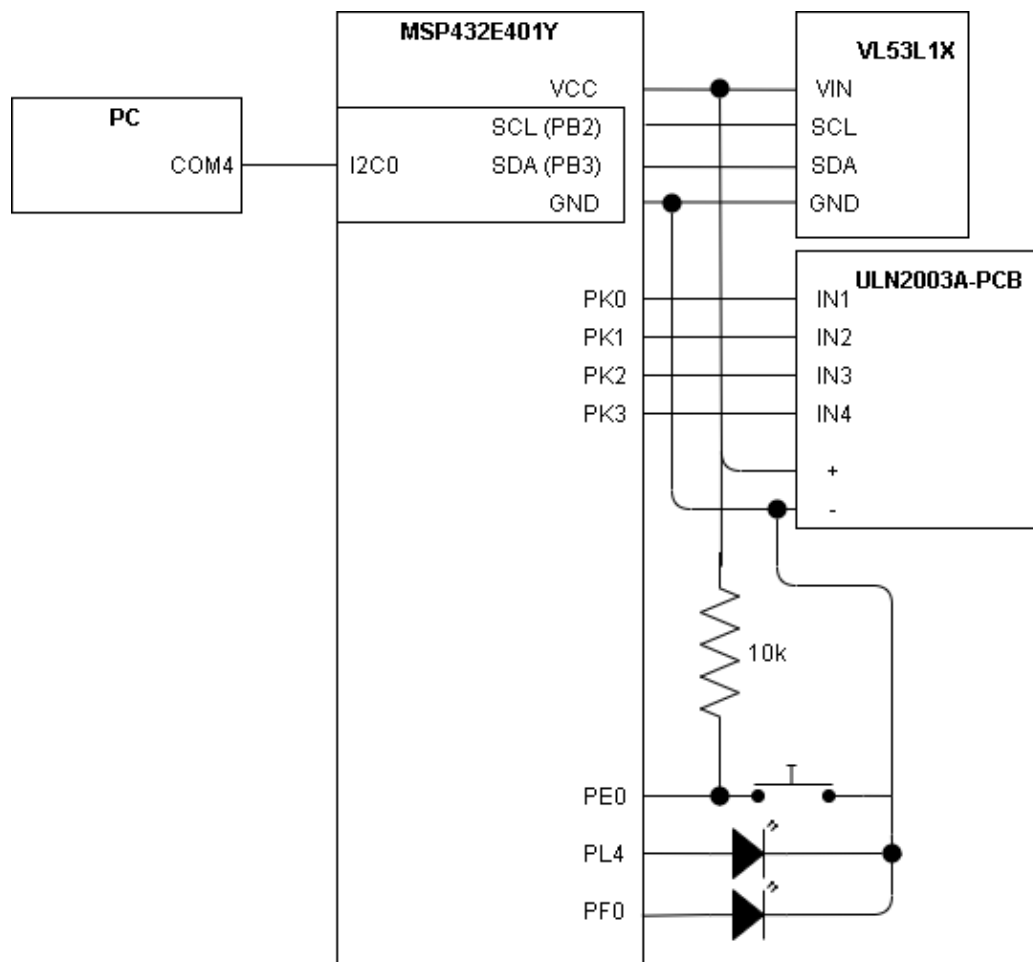 MSP432E401Y
VL53L1X
VCC
VIN
PC
SCL (PB2)
SCL
COM4
I2C0
SDA (PB3)
SDA
GND
GND
ULN2003A-PCB
PK0
IN1
PK1
IN2
PK2
IN3
PK3
IN4
+
-
10k
PE0
PL4
PF0